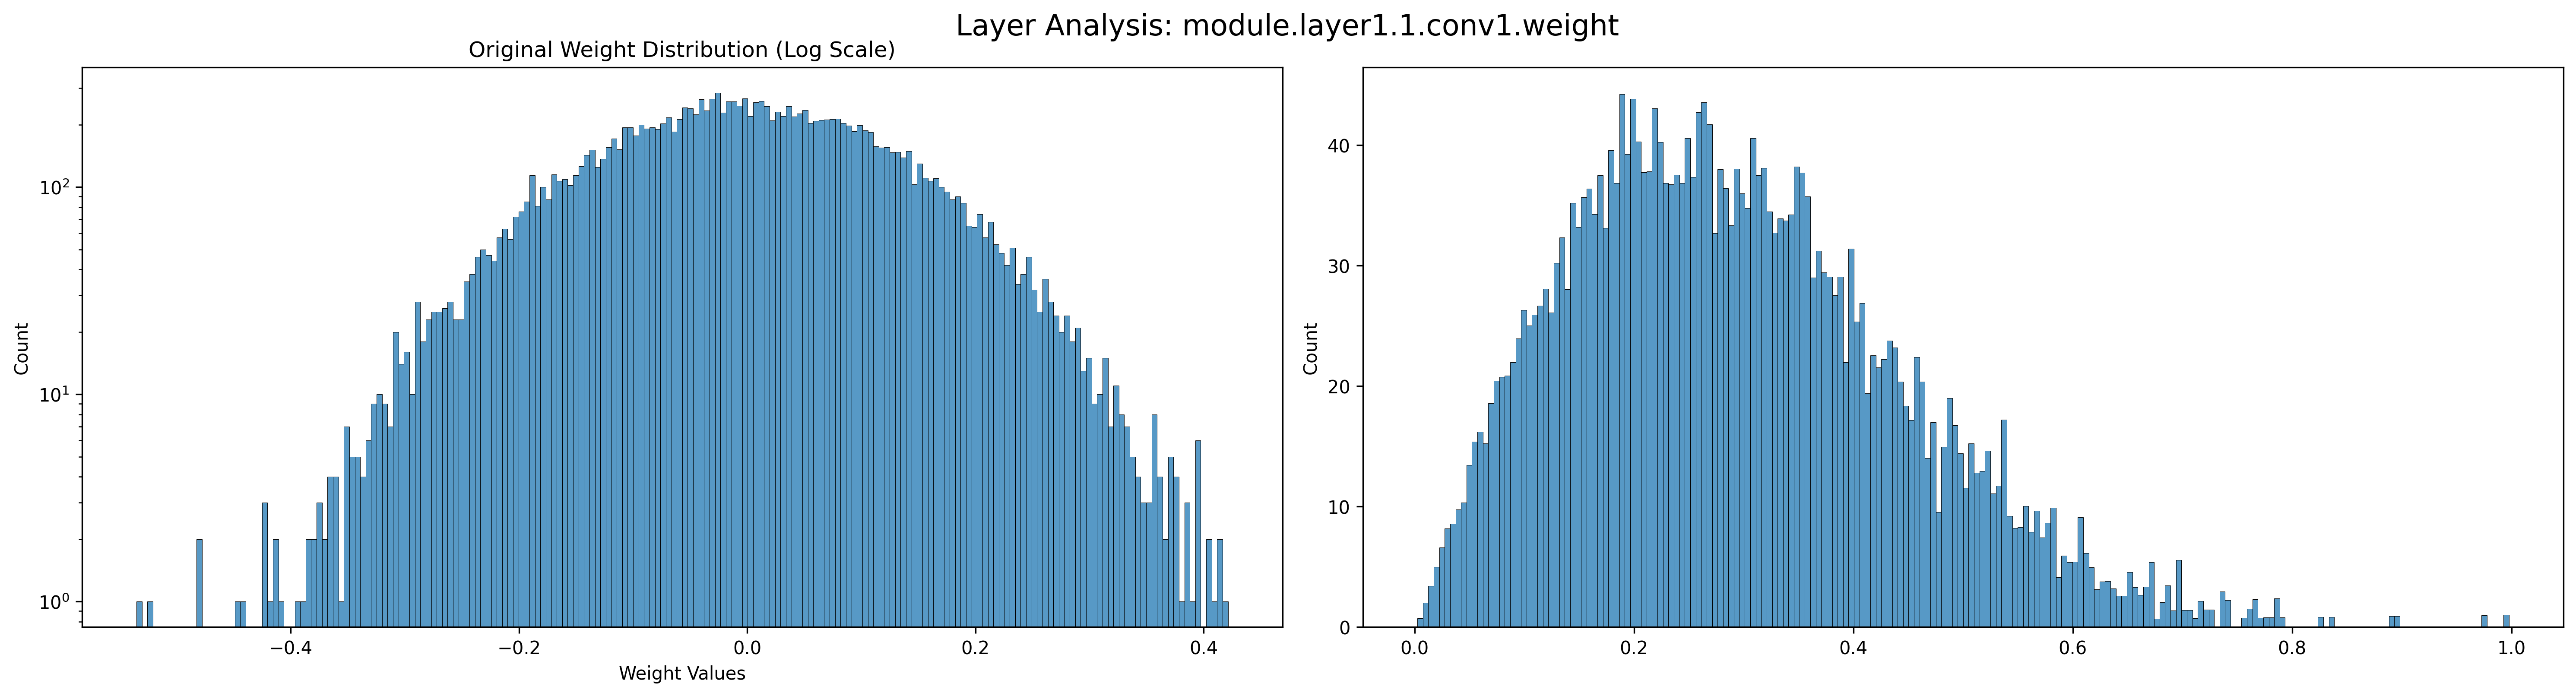 Layer Analysis: module.layer1.1.conv1.weight
Original Weight Distribution (Log Scale)
Count
10²
10¹
10⁰
−0.4 −0.2 0.0 0.2 0.4
Weight Values
Count
40
30
20
10
0
0.0 0.2 0.4 0.6 0.8 1.0